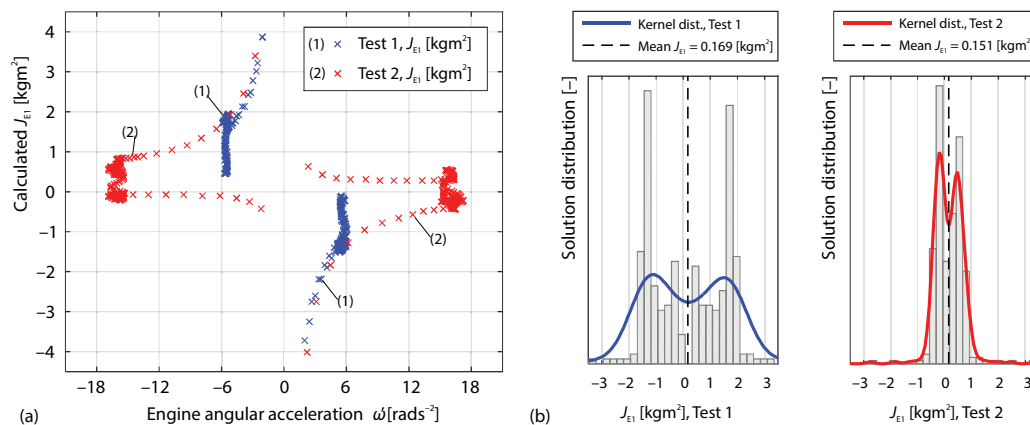 Calculated J_E1 [kgm²]
4
3
2
1
0
−1
−2
−3
−4
(1) Test 1, J_E1 [kgm²]
(2) Test 2, J_E1 [kgm²]
(1)
(2)
(2)
(1)
−18 −12 −6 0 6 12 18
(a) Engine angular acceleration ω̇ [rads⁻²]
Kernel dist., Test 1
Mean J_E1 = 0.169 [kgm²]
Solution distribution [–]
−3 −2 −1 0 1 2 3
(b) J_E1 [kgm²], Test 1
Kernel dist., Test 2
Mean J_E1 = 0.151 [kgm²]
Solution distribution [–]
−3 −2 −1 0 1 2 3
J_E1 [kgm²], Test 2